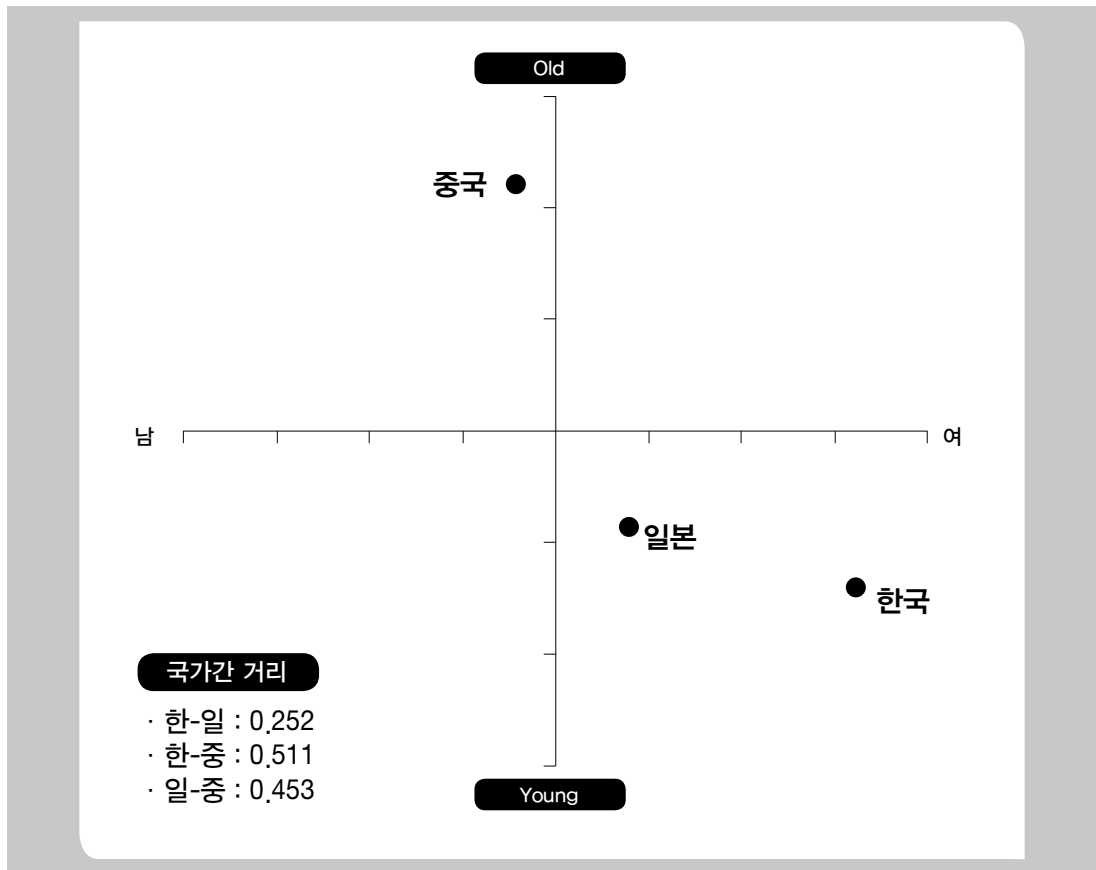 Old
중국
남
여
일본
한국
국가간 거리
· 한-일 : 0.252
· 한-중 : 0.511
· 일-중 : 0.453
Young